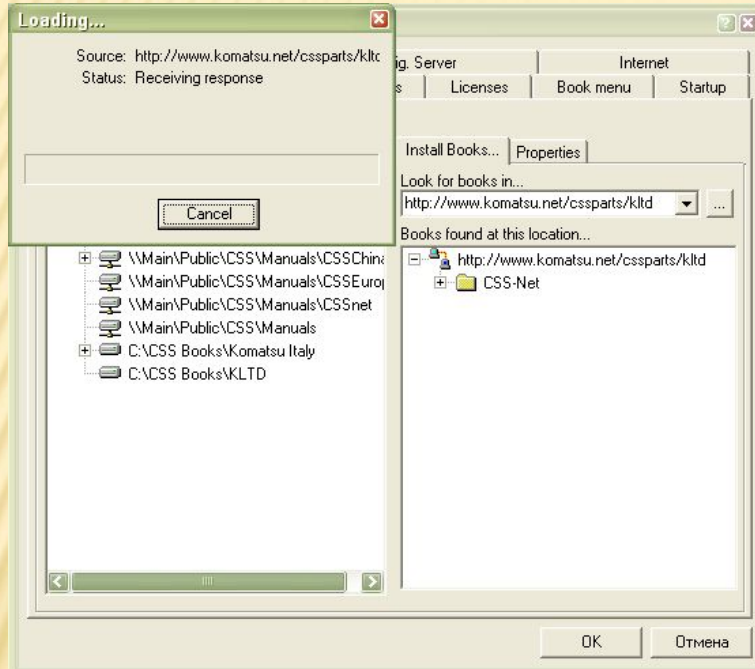 Loading...
Source: http://www.komatsu.net/cssparts/kltd
Status: Receiving response
Cancel
ig. Server
Internet
s
Licenses
Book menu
Startup
Install Books...
Properties
Look for books in...
http://www.komatsu.net/cssparts/kltd
...
Books found at this location...
http://www.komatsu.net/cssparts/kltd
CSS-Net
\\Main\Public\CSS\Manuals\CSSChina
\\Main\Public\CSS\Manuals\CSSEurop
\\Main\Public\CSS\Manuals\CSSnet
\\Main\Public\CSS\Manuals
C:\CSS Books\Komatsu Italy
C:\CSS Books\KLTD
OK
Отмена